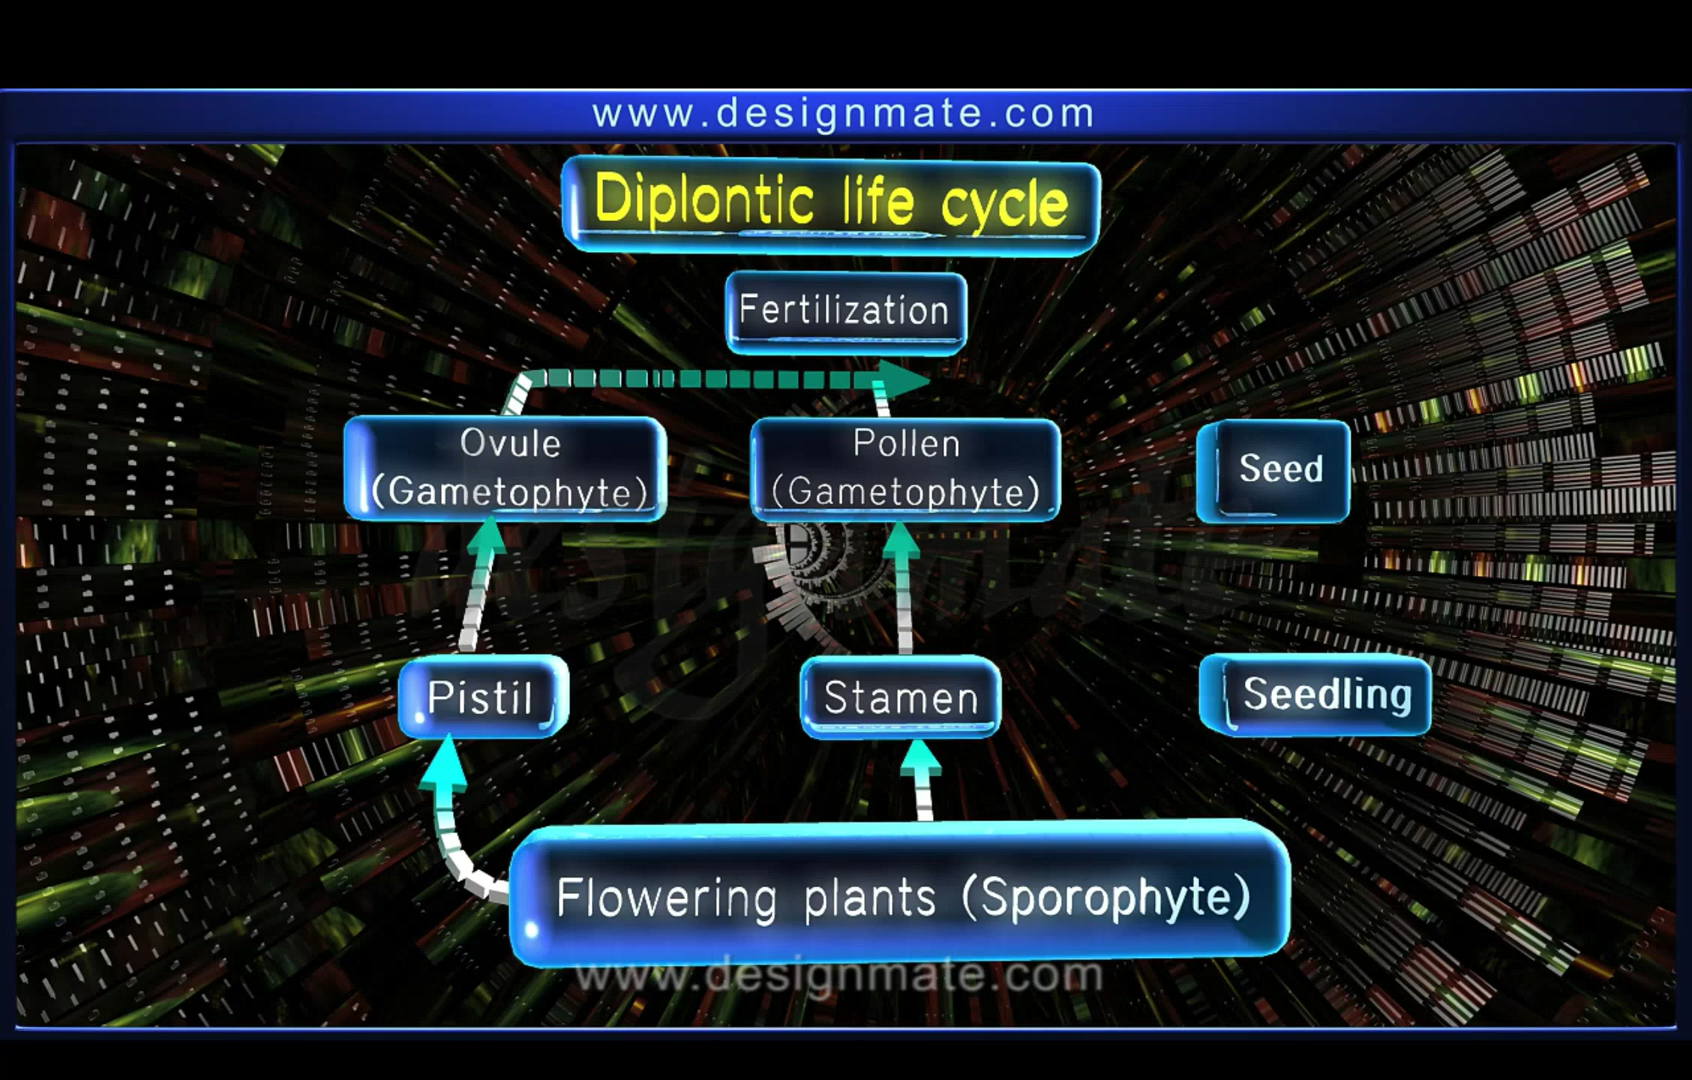 www.designmate.com
Diplontic life cycle
Fertilization
Ovule
(Gametophyte)
Pollen
(Gametophyte)
Seed
designmate
Pistil
Stamen
Seedling
Flowering plants (Sporophyte)
www.designmate.com